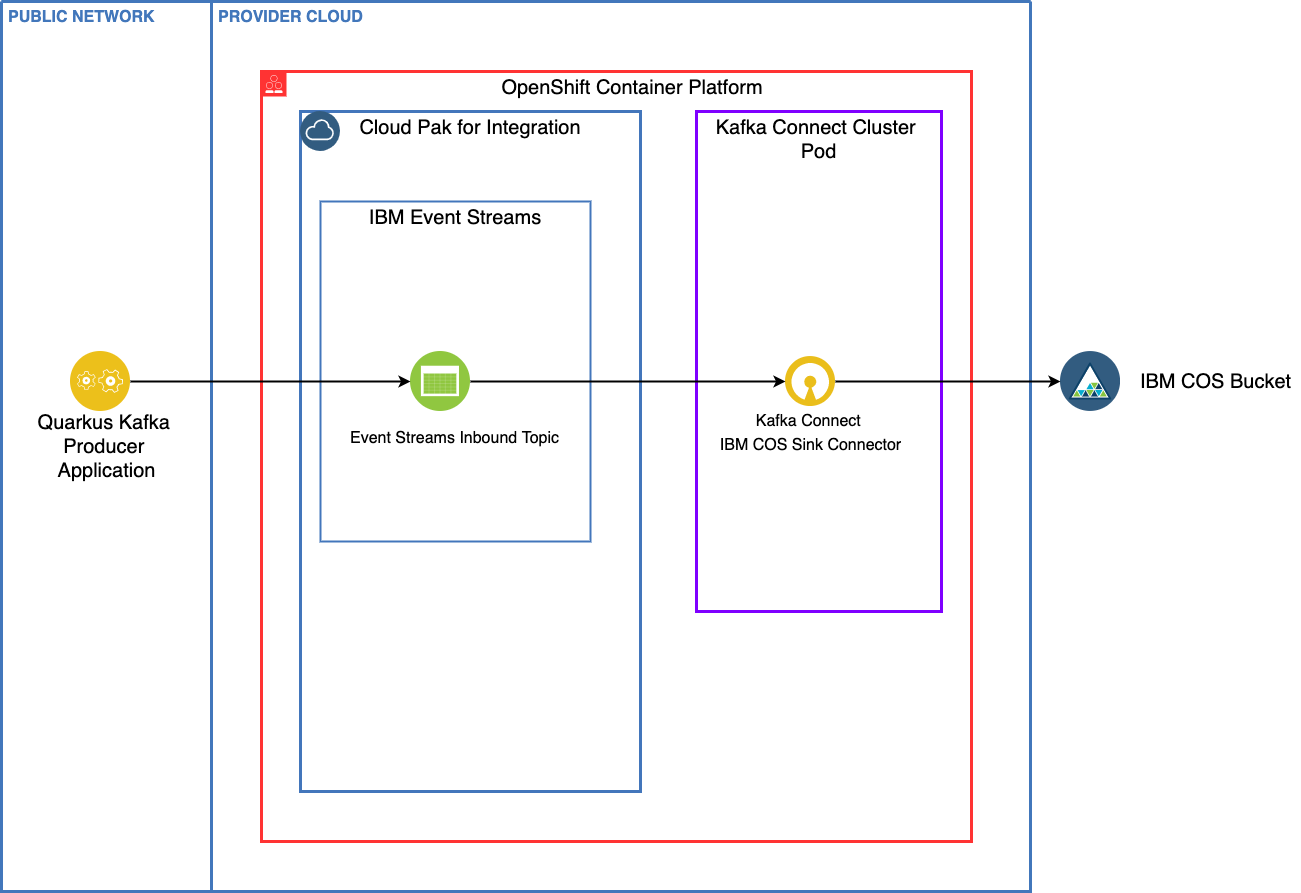 PUBLIC NETWORK
PROVIDER CLOUD
OpenShift Container Platform
Cloud Pak for Integration
Kafka Connect Cluster
Pod
IBM Event Streams
Quarkus Kafka
Producer
Application
Event Streams Inbound Topic
Kafka Connect
IBM COS Sink Connector
IBM COS Bucket